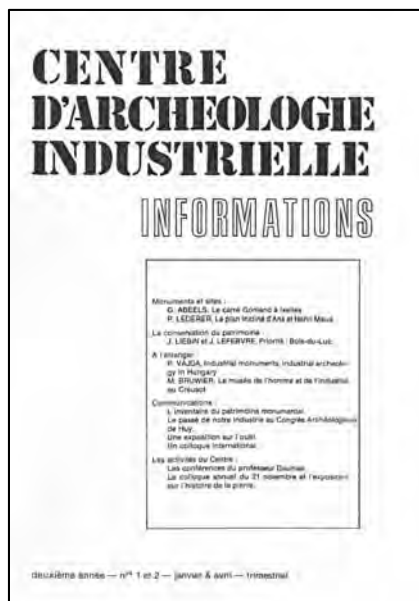 CENTRE
D'ARCHEOLOGIE
INDUSTRIELLE
INFORMATIONS
Monuments et sites :
G. ABEELS, Le carré Gomand à Ixelles
P. LEDERER, Le plan incliné d'Ans et Henri Maus
La conservation du patrimoine :
J. LIEBIN et J. LEFEBVRE, Priorité : Bois-du-Luc.
A l'étranger
P. VAJDA, Industrial monuments, industrial archeolo-
gy in Hungary
M. BRUWIER, Le musée de l'homme et de l'industrie
au Creusot
Communications :
L'inventaire du patrimoine monumental.
Le passé de notre industrie au Congrès Archéologique
de Huy.
Une exposition sur l'outil.
Un colloque international.
Les activités du Centre :
Les conférences du professeur Daumas.
Le colloque annuel du 21 novembre et l'exposition
sur l'histoire de la pierre.
deuxième année — nos 1 et 2 — janvier & avril — trimestriel